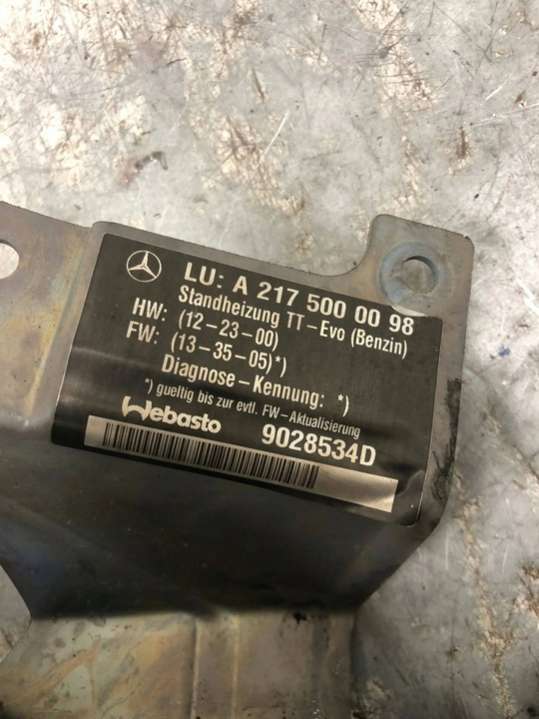 LU: A 217 500 00 98
Standheizung TT-Evo (Benzin)
HW: (12-23-00)
FW: (13-35-05)*)
Diagnose-Kennung: *)
*) gueltig bis zur evtl. FW-Aktualisierung
Webasto 9028534D